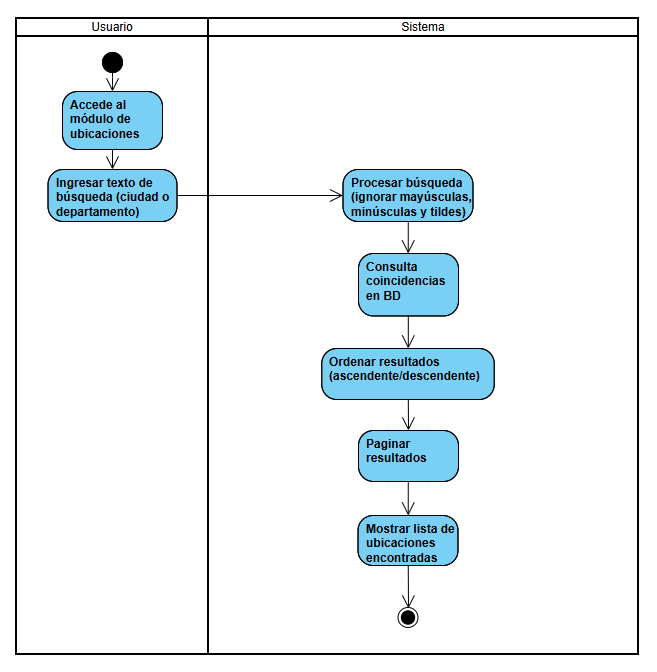 Usuario
Sistema
Accede al
módulo de
ubicaciones
Ingresar texto de
búsqueda (ciudad o
departamento)
Procesar búsqueda
(ignorar mayúsculas,
minúsculas y tildes)
Consulta
coincidencias
en BD
Ordenar resultados
(ascendente/descendente)
Paginar
resultados
Mostrar lista de
ubicaciones
encontradas